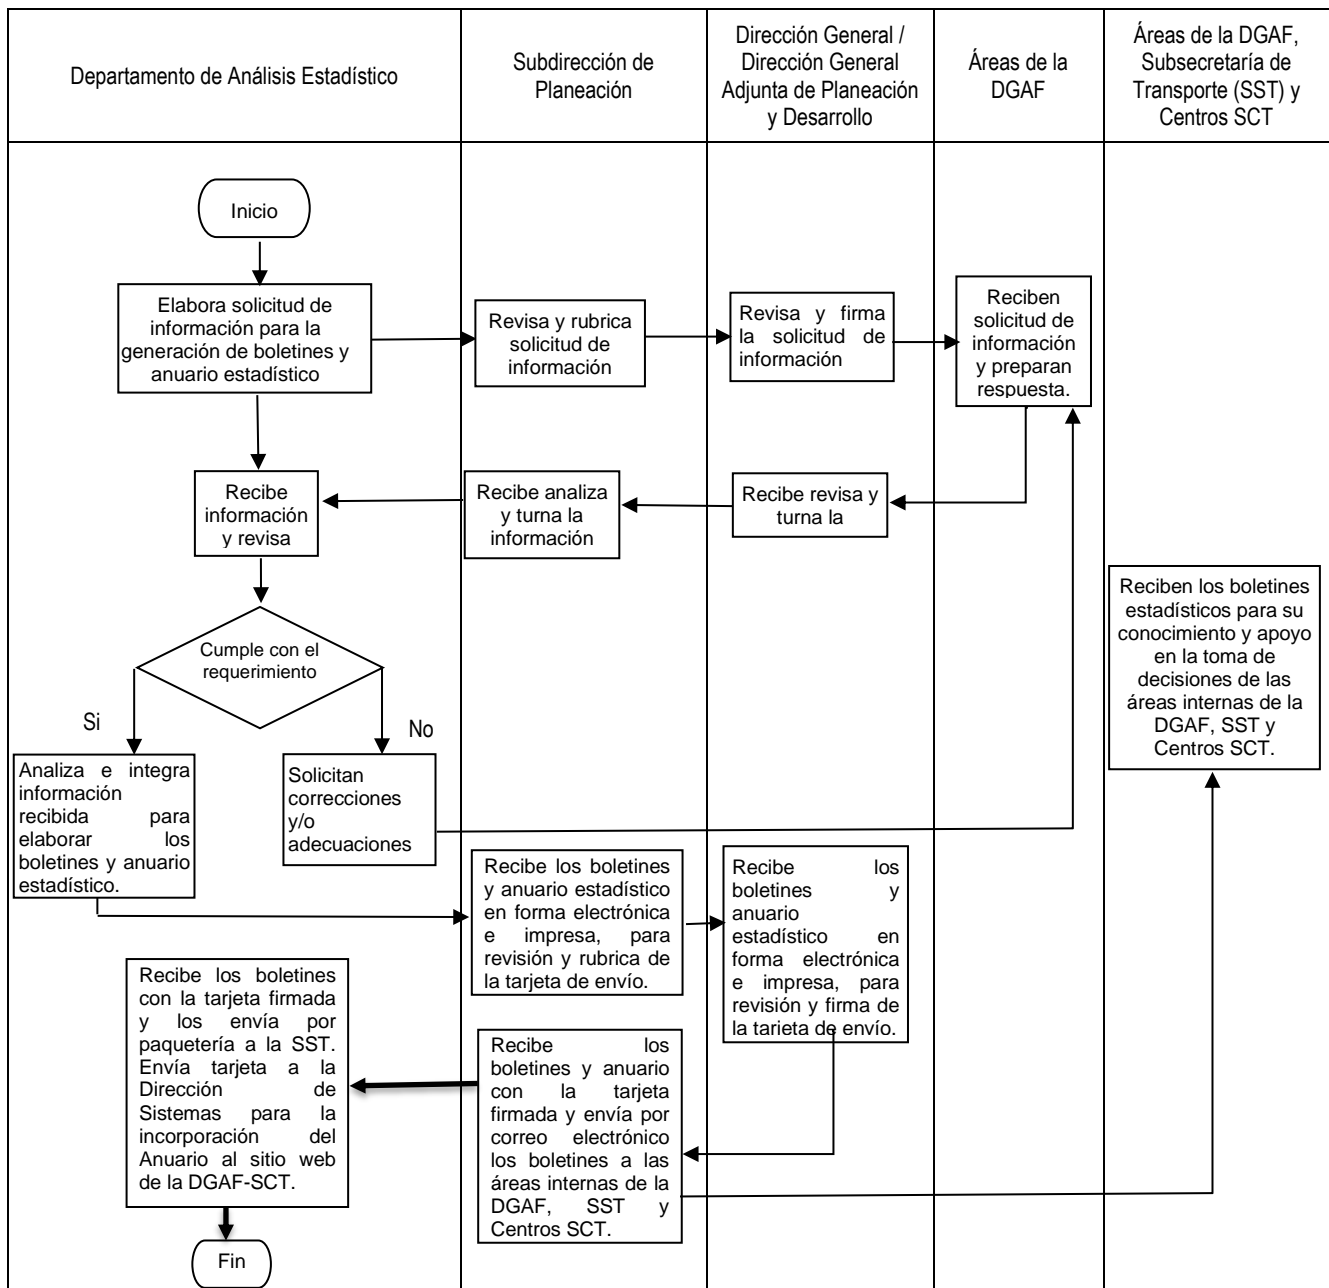 Departamento de Análisis Estadístico
Subdirección de
Planeación
Dirección General /
Dirección General
Adjunta de Planeación
y Desarrollo
Áreas de la
DGAF
Áreas de la DGAF,
Subsecretaría de
Transporte (SST) y
Centros SCT
Inicio
Elabora solicitud de
información para la
generación de boletines y
anuario estadístico
Revisa y rubrica
solicitud de
información
Revisa y firma
la solicitud de
información
Reciben
solicitud de
información
y preparan
respuesta.
Recibe
información
y revisa
Recibe analiza
y turna la
información
Recibe revisa y
turna la
Reciben los boletines
estadísticos para su
conocimiento y apoyo
en la toma de
decisiones de las
áreas internas de la
DGAF, SST y
Centros SCT.
Cumple con el
requerimiento
Si
No
Analiza e integra
información
recibida para
elaborar los
boletines y anuario
estadístico.
Solicitan
correcciones
y/o
adecuaciones
Recibe los boletines
y anuario estadístico
en forma electrónica
e impresa, para
revisión y rubrica de
la tarjeta de envío.
Recibe los
boletines y
anuario
estadístico en
forma electrónica
e impresa, para
revisión y firma de
la tarjeta de envío.
Recibe los boletines
con la tarjeta firmada
y los envía por
paquetería a la SST.
Envía tarjeta a la
Dirección de
Sistemas para la
incorporación del
Anuario al sitio web
de la DGAF-SCT.
Recibe los
boletines y anuario
con la tarjeta
firmada y envía por
correo electrónico
los boletines a las
áreas internas de la
DGAF, SST y
Centros SCT.
Fin